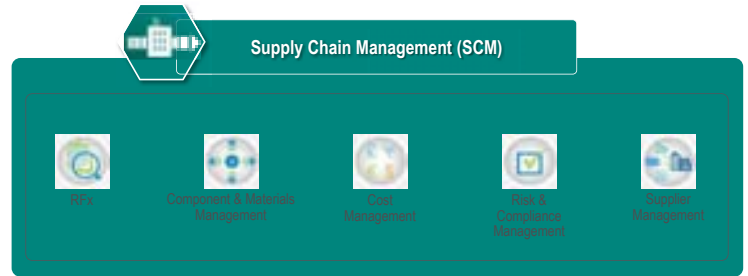 Supply Chain Management (SCM)
RFx
Component & Materials
Management
Cost
Management
Risk &
Compliance
Management
Supplier
Management